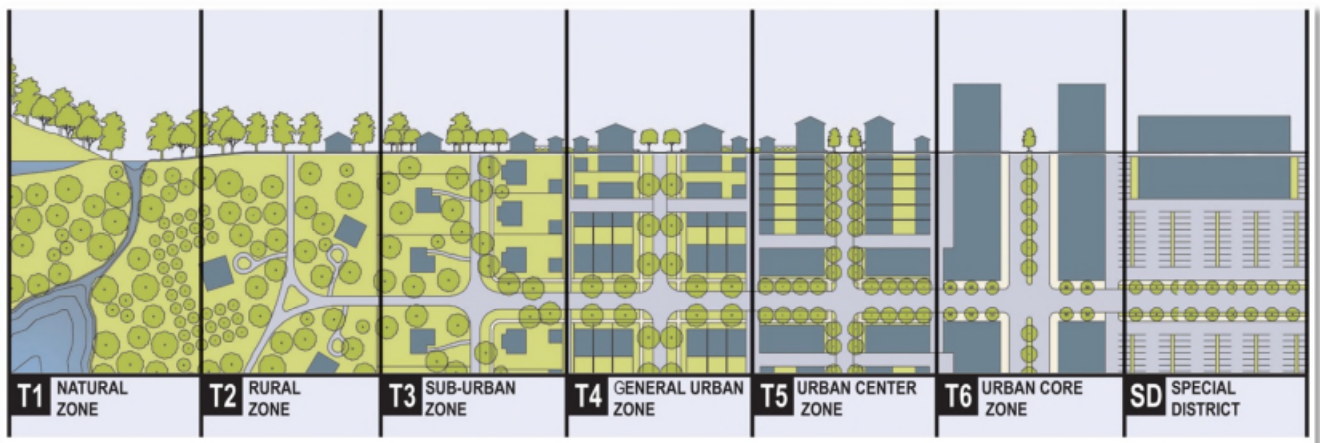 T1 NATURAL
ZONE
T2 RURAL
ZONE
T3 SUB-URBAN
ZONE
T4 GENERAL URBAN
ZONE
T5 URBAN CENTER
ZONE
T6 URBAN CORE
ZONE
SD SPECIAL
DISTRICT